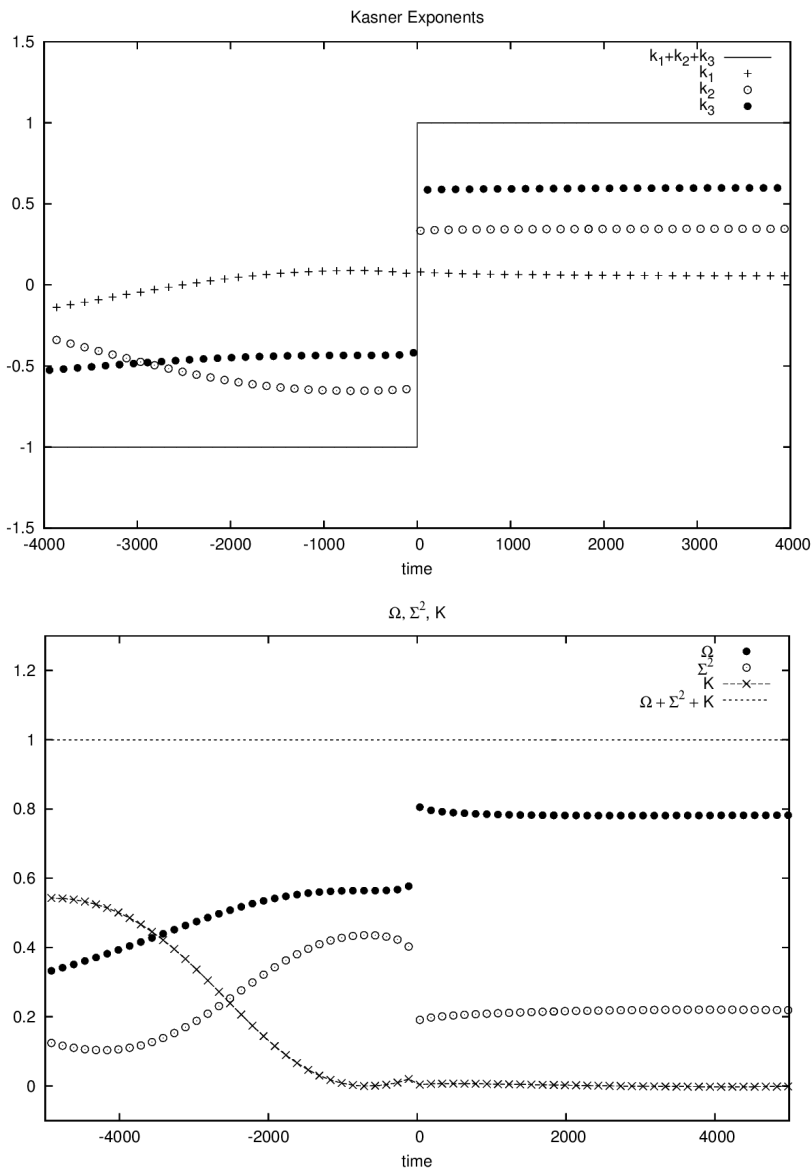 Kasner Exponents
1.5
k₁+k₂+k₃
k₁
k₂
k₃
1
0.5
0
-0.5
-1
-1.5
-4000 -3000 -2000 -1000 0 1000 2000 3000 4000
time
Ω, Σ², K
1.2
Ω
Σ²
K
Ω + Σ² + K
1
0.8
0.6
0.4
0.2
0
-4000 -2000 0 2000 4000
time